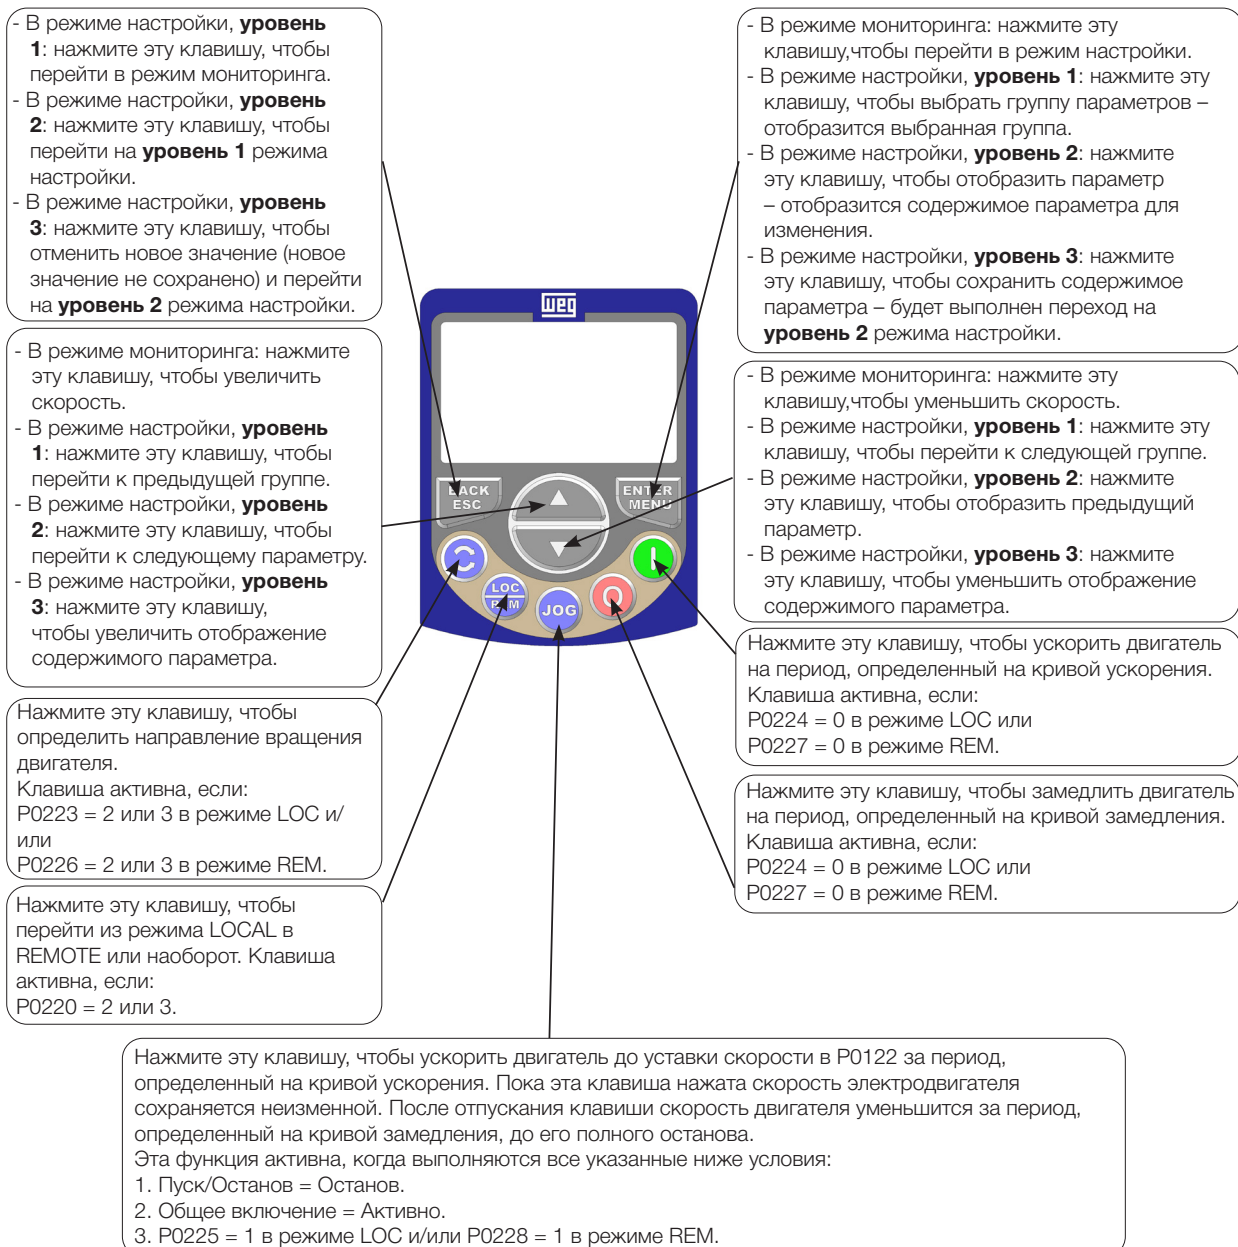 - В режиме настройки, уровень
1: нажмите эту клавишу, чтобы
перейти в режим мониторинга.
- В режиме настройки, уровень
2: нажмите эту клавишу, чтобы
перейти на уровень 1 режима
настройки.
- В режиме настройки, уровень
3: нажмите эту клавишу, чтобы
отменить новое значение (новое
значение не сохранено) и перейти
на уровень 2 режима настройки.
- В режиме мониторинга: нажмите
эту клавишу, чтобы увеличить
скорость.
- В режиме настройки, уровень
1: нажмите эту клавишу, чтобы
перейти к предыдущей группе.
- В режиме настройки, уровень
2: нажмите эту клавишу, чтобы
перейти к следующему параметру.
- В режиме настройки, уровень
3: нажмите эту клавишу,
чтобы увеличить отображение
содержимого параметра.
Нажмите эту клавишу, чтобы
определить направление вращения
двигателя.
Клавиша активна, если:
P0223 = 2 или 3 в режиме LOC и/
или
P0226 = 2 или 3 в режиме REM.
Нажмите эту клавишу, чтобы
перейти из режима LOCAL в
REMOTE или наоборот. Клавиша
активна, если:
P0220 = 2 или 3.
weg
BACK
ESC
ENTER
MENU
LOC
REM
JOG
- В режиме мониторинга: нажмите эту
клавишу,чтобы перейти в режим настройки.
- В режиме настройки, уровень 1: нажмите эту
клавишу, чтобы выбрать группу параметров –
отобразится выбранная группа.
- В режиме настройки, уровень 2: нажмите
эту клавишу, чтобы отобразить параметр
– отобразится содержимое параметра для
изменения.
- В режиме настройки, уровень 3: нажмите
эту клавишу, чтобы сохранить содержимое
параметра – будет выполнен переход на
уровень 2 режима настройки.
- В режиме мониторинга: нажмите эту
клавишу,чтобы уменьшить скорость.
- В режиме настройки, уровень 1: нажмите эту
клавишу, чтобы перейти к следующей группе.
- В режиме настройки, уровень 2: нажмите
эту клавишу, чтобы отобразить предыдущий
параметр.
- В режиме настройки, уровень 3: нажмите
эту клавишу, чтобы уменьшить отображение
содержимого параметра.
Нажмите эту клавишу, чтобы ускорить двигатель
на период, определенный на кривой ускорения.
Клавиша активна, если:
P0224 = 0 в режиме LOC или
P0227 = 0 в режиме REM.
Нажмите эту клавишу, чтобы замедлить двигатель
на период, определенный на кривой замедления.
Клавиша активна, если:
P0224 = 0 в режиме LOC или
P0227 = 0 в режиме REM.
Нажмите эту клавишу, чтобы ускорить двигатель до уставки скорости в P0122 за период,
определенный на кривой ускорения. Пока эта клавиша нажата скорость электродвигателя
сохраняется неизменной. После отпускания клавиши скорость двигателя уменьшится за период,
определенный на кривой замедления, до его полного останова.
Эта функция активна, когда выполняются все указанные ниже условия:
1. Пуск/Останов = Останов.
2. Общее включение = Активно.
3. P0225 = 1 в режиме LOC и/или P0228 = 1 в режиме REM.